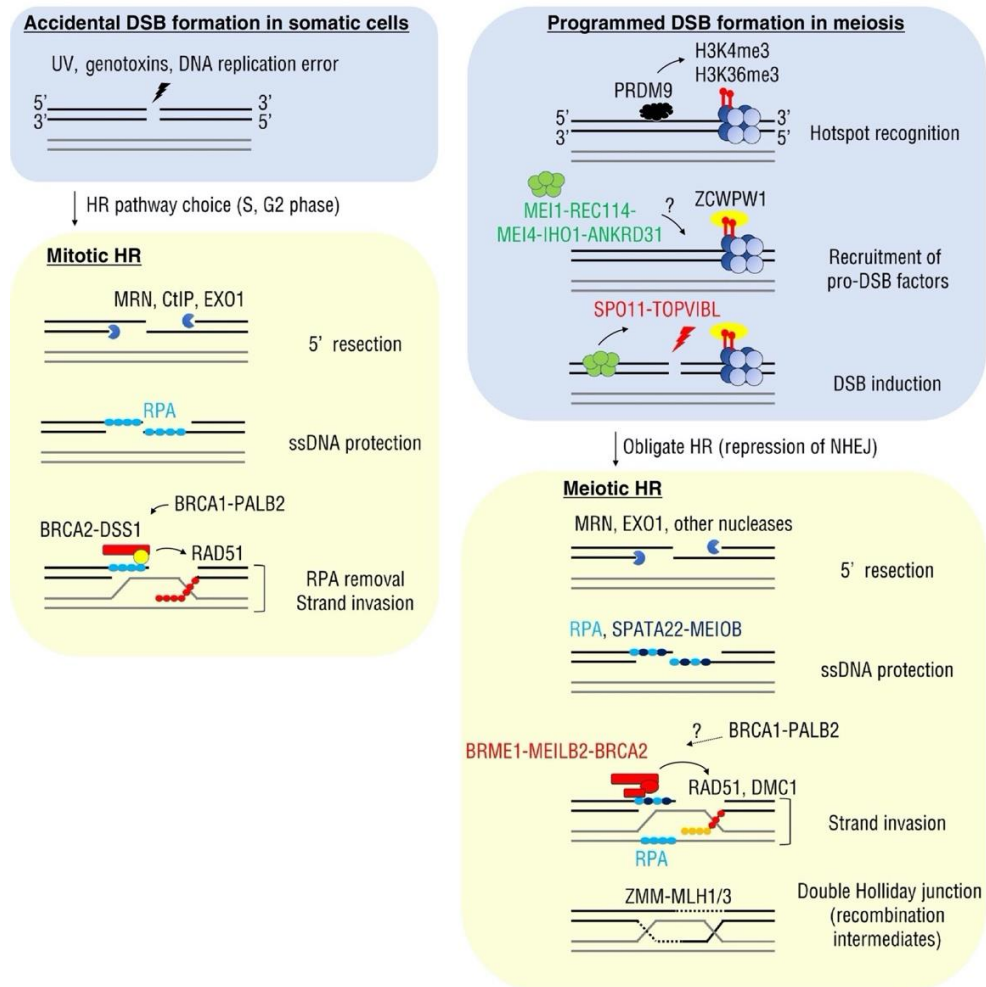 Accidental DSB formation in somatic cells
UV, genotoxins, DNA replication error
5’
3’
3’
5’
HR pathway choice (S, G2 phase)
Mitotic HR
MRN, CtIP, EXO1
5’ resection
RPA
ssDNA protection
BRCA1-PALB2
BRCA2-DSS1
RAD51
RPA removal
Strand invasion
Programmed DSB formation in meiosis
H3K4me3
H3K36me3
PRDM9
5’
3’
3’
5’
Hotspot recognition
MEI1-REC114-
MEI4-IHO1-ANKRD31
?
ZCWPW1
Recruitment of
pro-DSB factors
SPO11-TOPVIBL
DSB induction
Obligate HR (repression of NHEJ)
Meiotic HR
MRN, EXO1, other nucleases
5’ resection
RPA, SPATA22-MEIOB
ssDNA protection
? BRCA1-PALB2
BRME1-MEILB2-BRCA2
RAD51, DMC1
Strand invasion
RPA
ZMM-MLH1/3
Double Holliday junction
(recombination
intermediates)